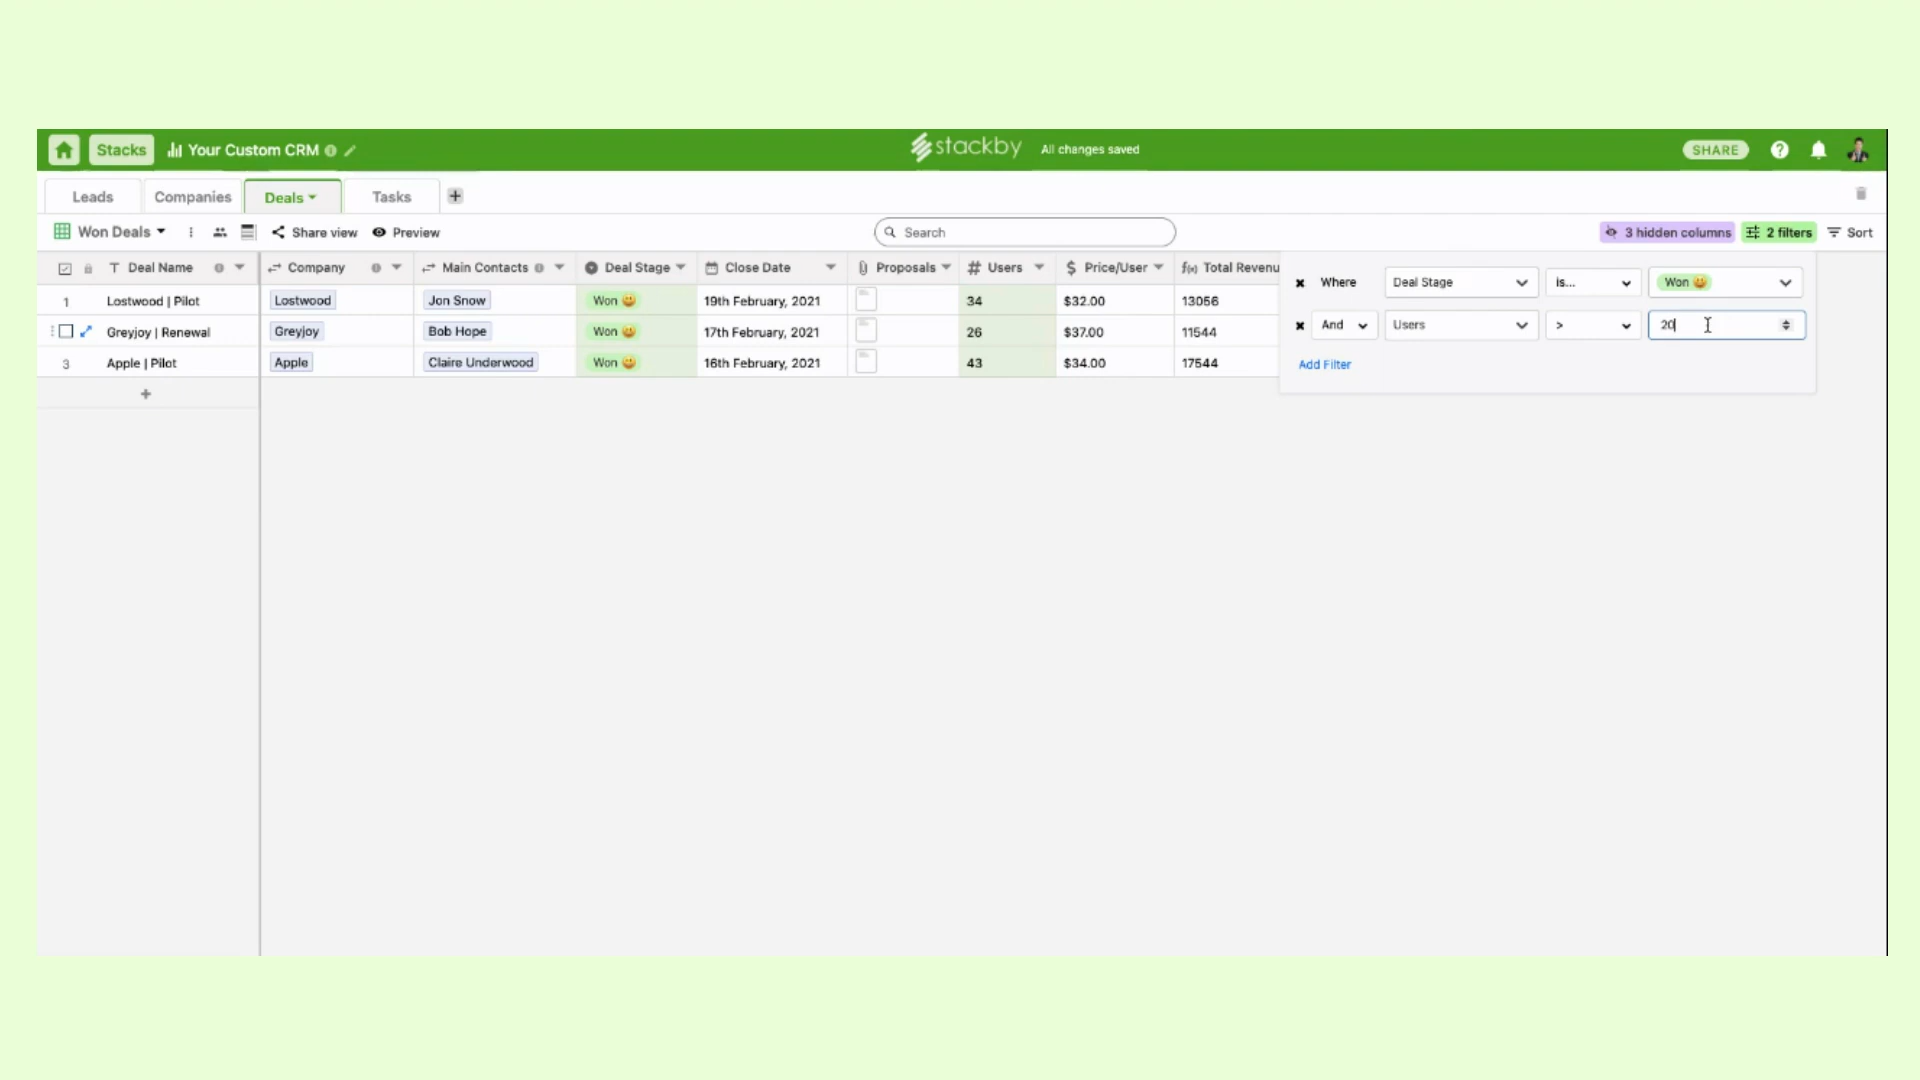 Stacks Your Custom CRM stackby All changes saved SHARE ?
Leads Companies Deals Tasks +
Won Deals Share view Preview Search 3 hidden columns 2 filters Sort
Deal Name Company Main Contacts Deal Stage Close Date Proposals # Users $ Price/User f(x) Total Revenu
1 Lostwood | Pilot Lostwood Jon Snow Won 😀 19th February, 2021 34 $32.00 13056
Greyjoy | Renewal Greyjoy Bob Hope Won 😀 17th February, 2021 26 $37.00 11544
3 Apple | Pilot Apple Claire Underwood Won 😀 16th February, 2021 43 $34.00 17544
+
Where Deal Stage Is... Won 😀
And Users > 20
Add Filter